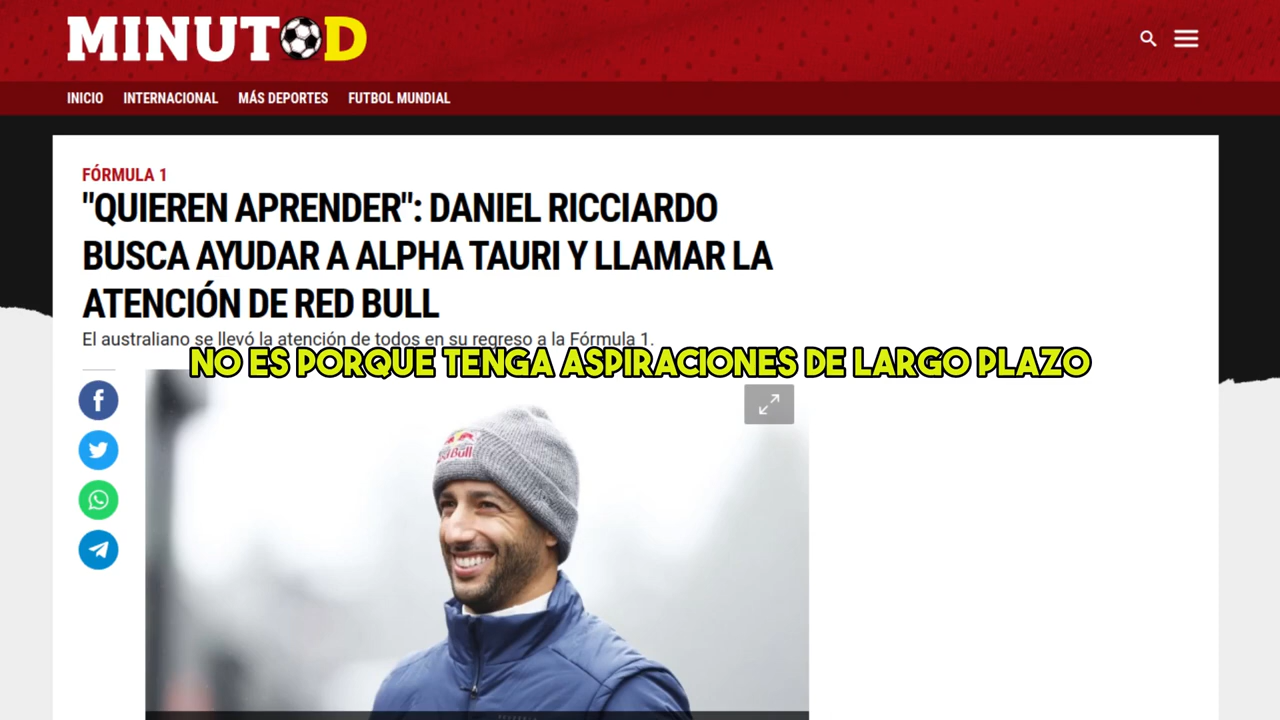 MINUTOD
INICIO INTERNACIONAL MÁS DEPORTES FUTBOL MUNDIAL
FÓRMULA 1
"QUIEREN APRENDER": DANIEL RICCIARDO
BUSCA AYUDAR A ALPHA TAURI Y LLAMAR LA
ATENCIÓN DE RED BULL
El australiano se llevó la atención de todos en su regreso a la Fórmula 1.
NO ES PORQUE TENGA ASPIRACIONES DE LARGO PLAZO
Red Bull